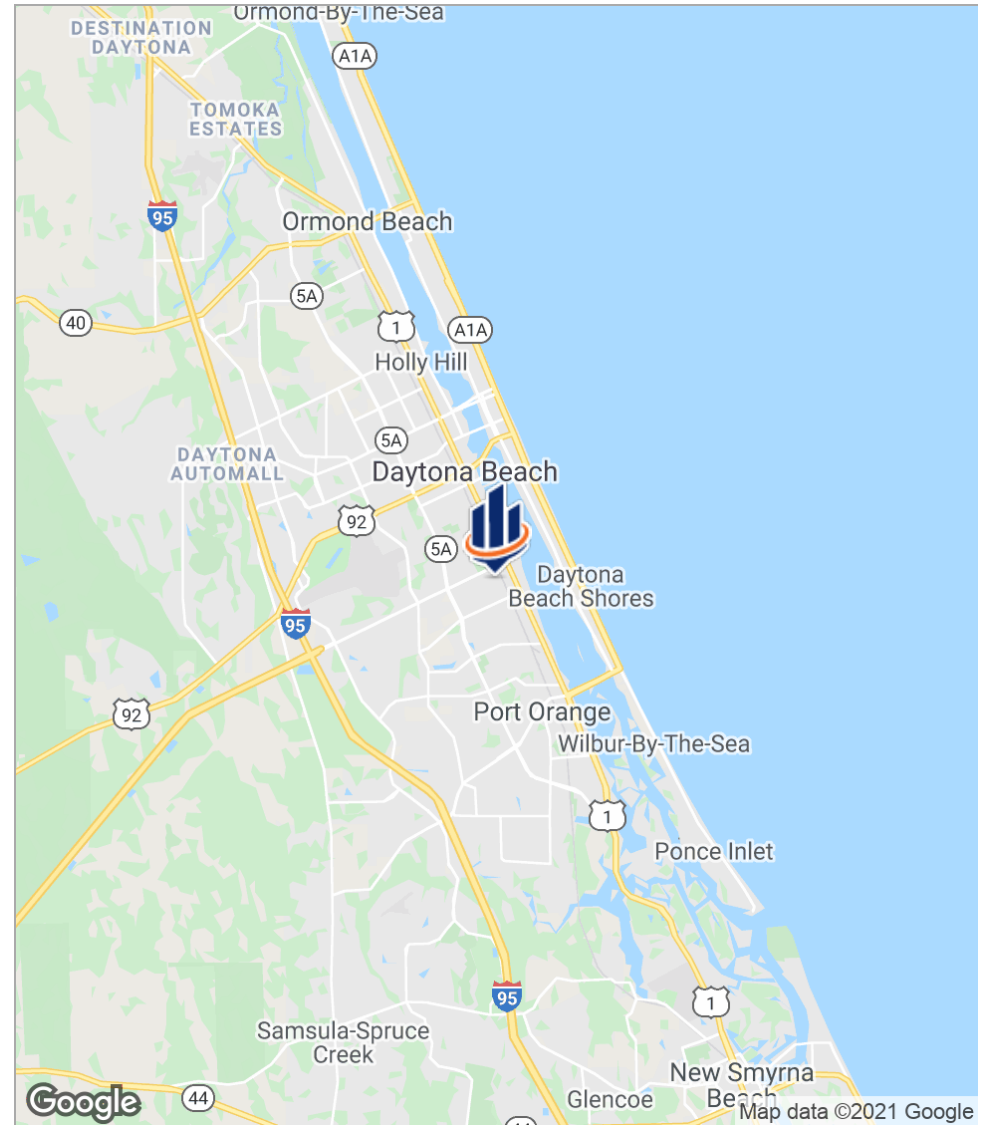 Ormond-By-The-Sea
DESTINATION
DAYTONA
A1A
TOMOKA
ESTATES
95
Ormond Beach
5A
40
1
A1A
Holly Hill
5A
DAYTONA
AUTOMALL
Daytona Beach
92
5A
Daytona
Beach Shores
95
92
Port Orange
Wilbur-By-The-Sea
1
Ponce Inlet
95
1
Samsula-Spruce
Creek
New Smyrna
Beach
44
Glencoe
44
Google
Map data ©2021 Google